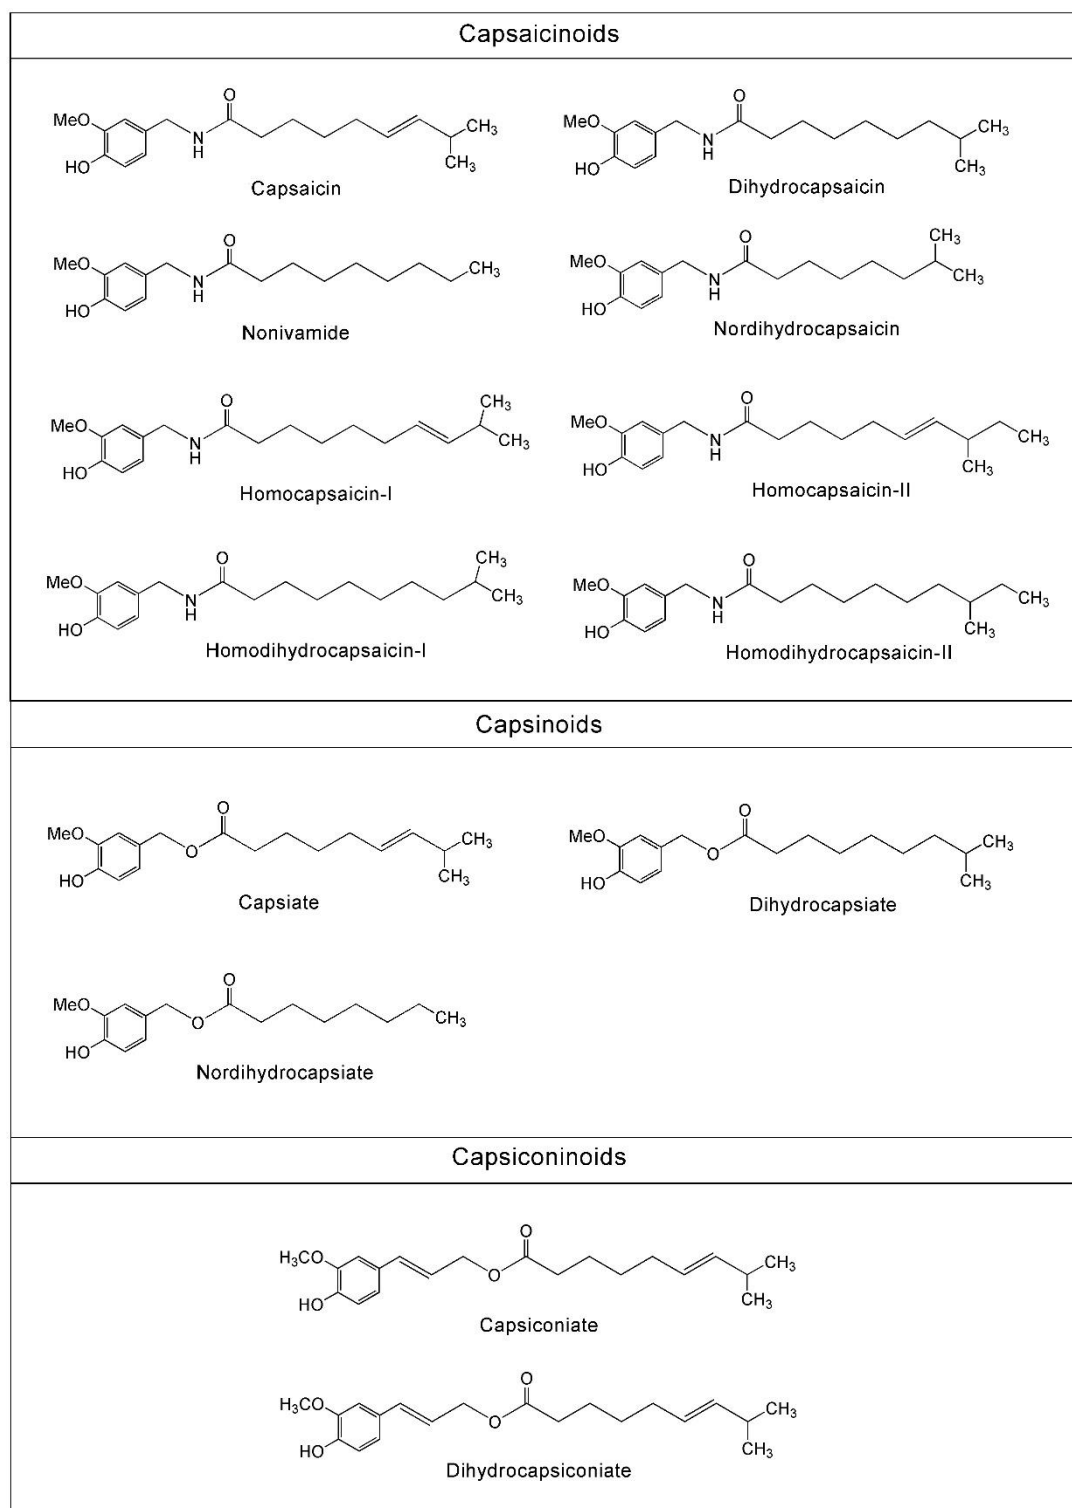 Capsaicinoids
O
MeO
N
H
HO
CH₃
CH₃
Capsaicin
O
MeO
N
H
HO
CH₃
CH₃
Dihydrocapsaicin
O
MeO
N
H
HO
CH₃
Nonivamide
O
MeO
N
H
HO
CH₃
CH₃
Nordihydrocapsaicin
O
MeO
N
H
HO
CH₃
CH₃
Homocapsaicin-I
O
MeO
N
H
HO
CH₃
CH₃
Homocapsaicin-II
O
MeO
N
H
HO
CH₃
CH₃
Homodihydrocapsaicin-I
O
MeO
N
H
HO
CH₃
CH₃
Homodihydrocapsaicin-II
Capsinoids
O
MeO
O
HO
CH₃
CH₃
Capsiate
O
MeO
O
HO
CH₃
CH₃
Dihydrocapsiate
O
MeO
O
HO
CH₃
Nordihydrocapsiate
Capsiconinoids
O
H₃CO
O
HO
CH₃
CH₃
Capsiconiate
O
H₃CO
O
HO
CH₃
CH₃
Dihydrocapsiconiate